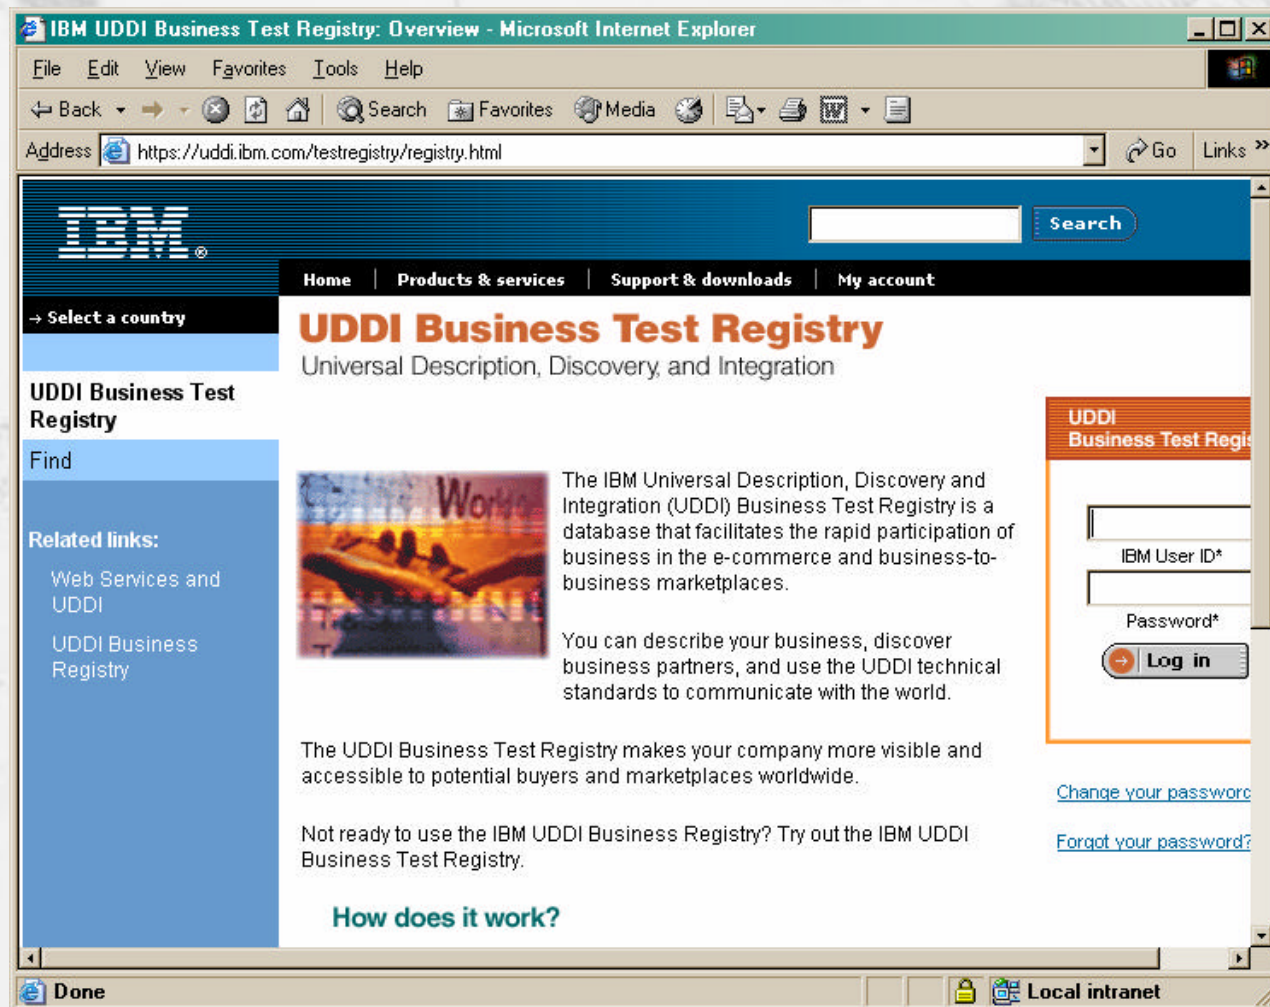 IBM UDDI Business Test Registry: Overview - Microsoft Internet Explorer
File Edit View Favorites Tools Help
Back Search Favorites Media
Address https://uddi.ibm.com/testregistry/registry.html Go Links »
IBM®
Search
Home | Products & services | Support & downloads | My account
→ Select a country
UDDI Business Test Registry
Universal Description, Discovery, and Integration
UDDI Business Test
Registry
Find
Related links:
Web Services and
UDDI
UDDI Business
Registry
World
The IBM Universal Description, Discovery and
Integration (UDDI) Business Test Registry is a
database that facilitates the rapid participation of
business in the e-commerce and business-to-
business marketplaces.
You can describe your business, discover
business partners, and use the UDDI technical
standards to communicate with the world.
The UDDI Business Test Registry makes your company more visible and
accessible to potential buyers and marketplaces worldwide.
Not ready to use the IBM UDDI Business Registry? Try out the IBM UDDI
Business Test Registry.
How does it work?
UDDI
Business Test Regis
IBM User ID*
Password*
Log in
Change your password
Forgot your password?
Done Local intranet